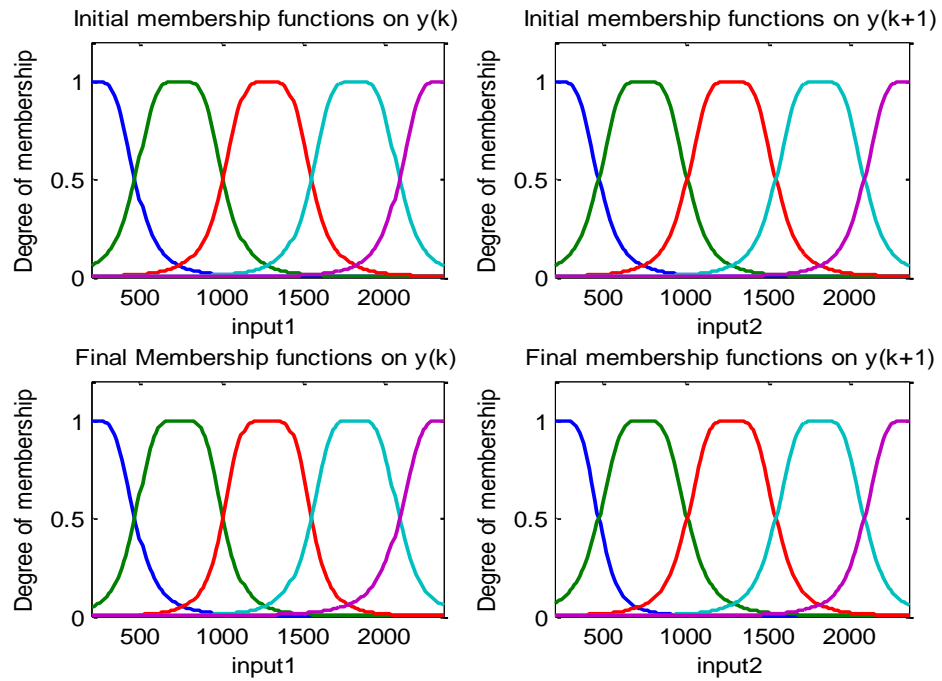 Initial membership functions on y(k)
Degree of membership
1
0.5
0
500 1000 1500 2000
input1
Initial membership functions on y(k+1)
Degree of membership
1
0.5
0
500 1000 1500 2000
input2
Final Membership functions on y(k)
Degree of membership
1
0.5
0
500 1000 1500 2000
input1
Final membership functions on y(k+1)
Degree of membership
1
0.5
0
500 1000 1500 2000
input2